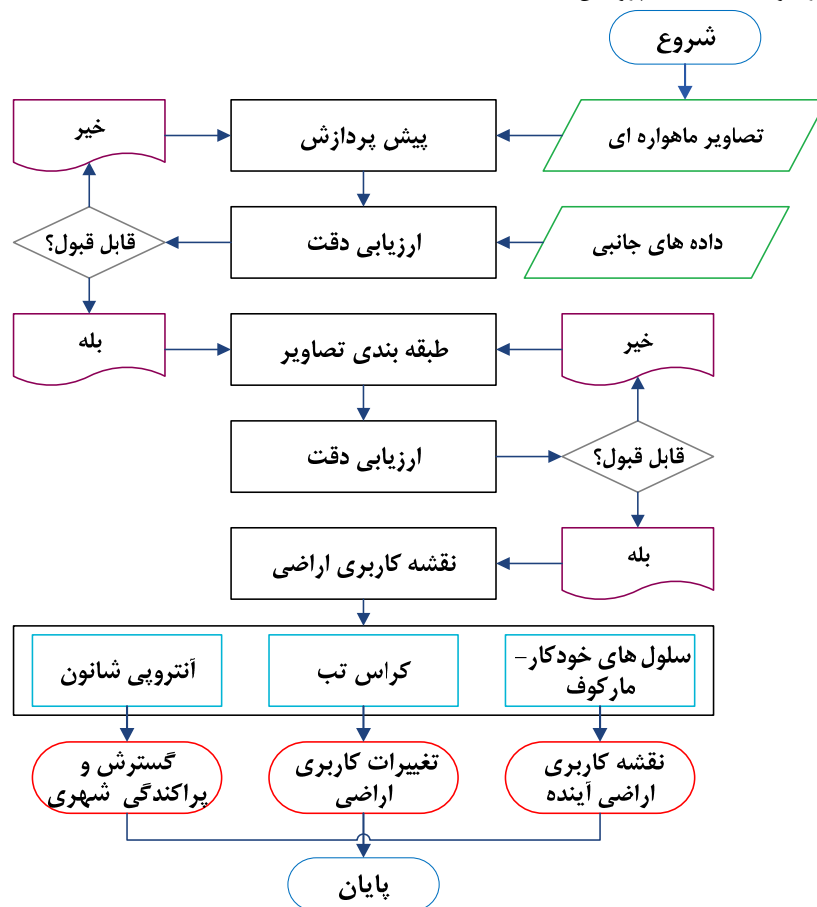 شروع
تصاویر ماهواره ای
پیش پردازش
خیر
داده های جانبی
ارزیابی دقت
قابل قبول؟
بله
طبقه بندی تصاویر
خیر
ارزیابی دقت
قابل قبول؟
بله
نقشه کاربری اراضی
سلول های خودکار–
مارکوف
کراس تب
آنتروپی شانون
نقشه کاربری
اراضی آینده
تغییرات کاربری
اراضی
گسترش و
پراکندگی شهری
پایان